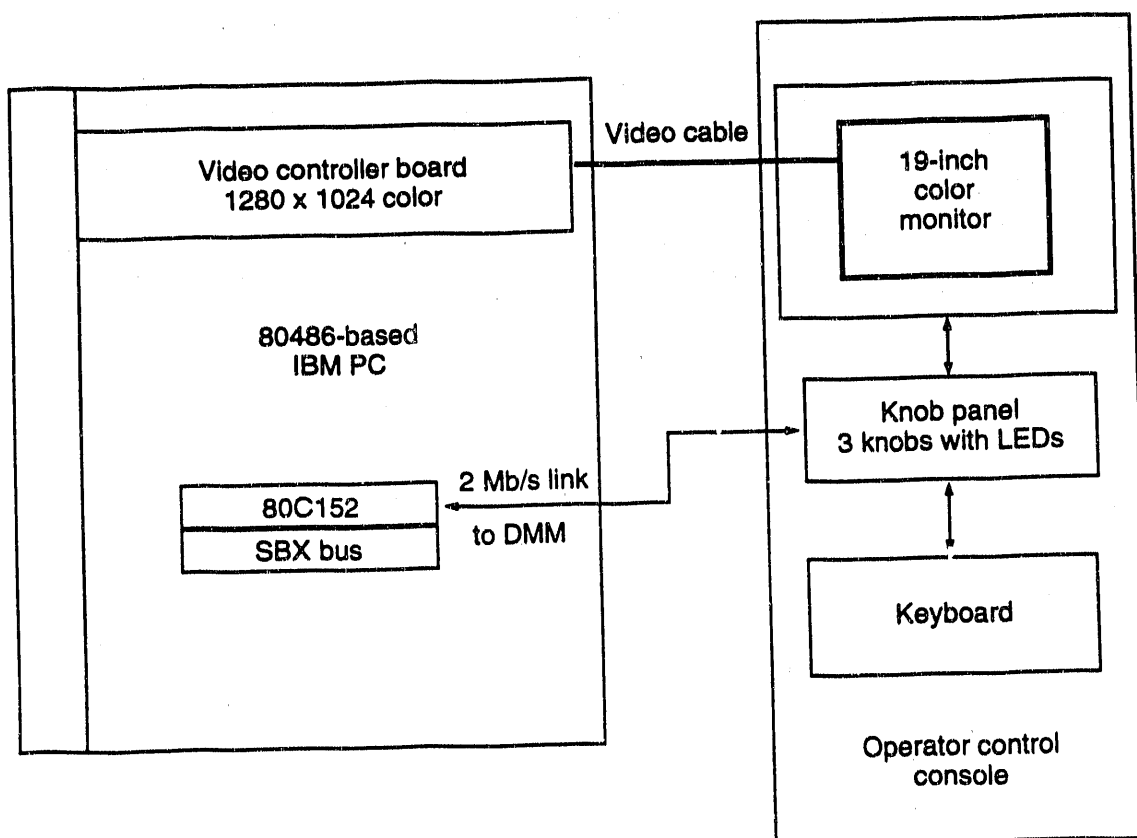 Video controller board
1280 x 1024 color
Video cable
19-inch
color
monitor
80486-based
IBM PC
Knob panel
3 knobs with LEDs
80C152
SBX bus
2 Mb/s link
to DMM
Keyboard
Operator control
console